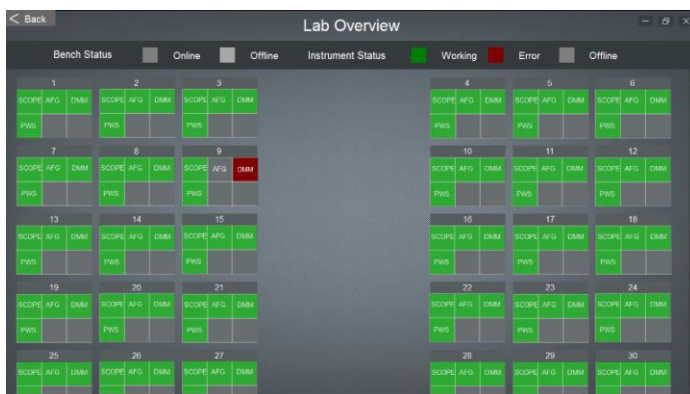 < Back
Lab Overview
Bench Status Online Offline Instrument Status Working Error Offline
1 2 3 4 5 6
SCOPE AFG DMM SCOPE AFG DMM SCOPE AFG DMM SCOPE AFG DMM SCOPE AFG DMM SCOPE AFG DMM
PWS PWS PWS PWS PWS PWS
7 8 9 10 11 12
SCOPE AFG DMM SCOPE AFG DMM SCOPE AFG DMM SCOPE AFG DMM SCOPE AFG DMM SCOPE AFG DMM
PWS PWS PWS PWS PWS PWS
13 14 15 16 17 18
SCOPE AFG DMM SCOPE AFG DMM SCOPE AFG DMM SCOPE AFG DMM SCOPE AFG DMM SCOPE AFG DMM
PWS PWS PWS PWS PWS PWS
19 20 21 22 23 24
SCOPE AFG DMM SCOPE AFG DMM SCOPE AFG DMM SCOPE AFG DMM SCOPE AFG DMM SCOPE AFG DMM
PWS PWS PWS PWS PWS PWS
25 26 27 28 29 30
SCOPE AFG DMM SCOPE AFG DMM SCOPE AFG DMM SCOPE AFG DMM SCOPE AFG DMM SCOPE AFG DMM